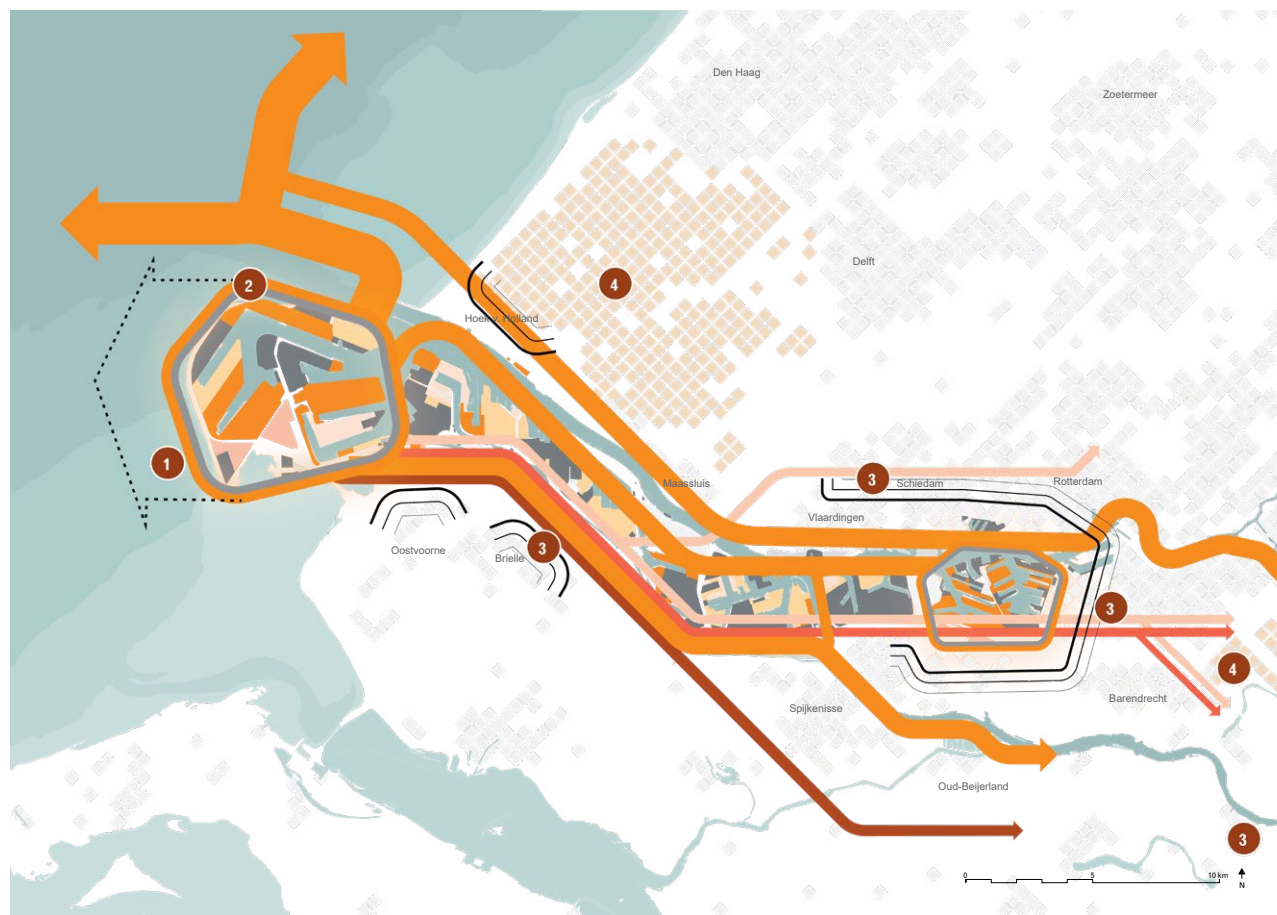 Den Haag
Zoetermeer
Delft
2
4
Hoek v. Holland
1
3
Maassluis
Schiedam
Rotterdam
Vlaardingen
Oostvoorne
Brielle
3
3
4
Spijkenisse
Barendrecht
Oud-Beijerland
3
0 5 10 km
N